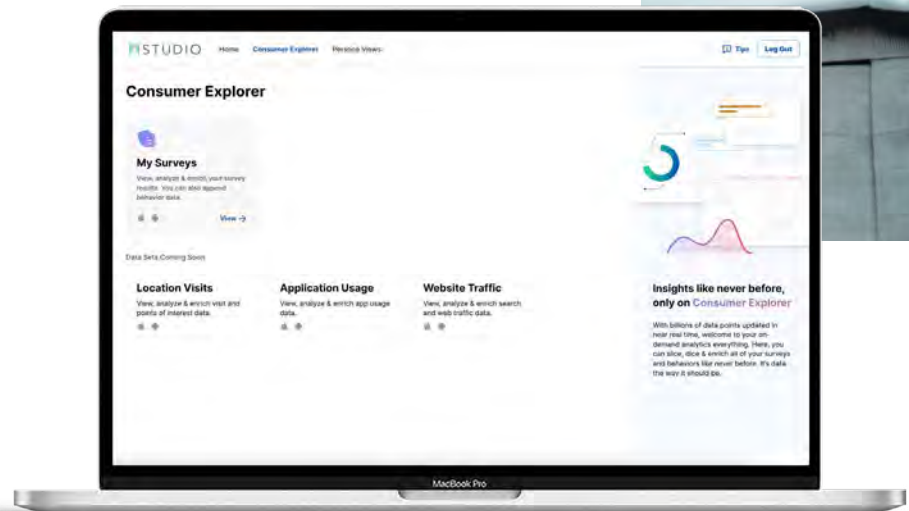 STUDIO
Home
Consumer Explorer
Persona Views
Tips
Log Out
Consumer Explorer
My Surveys
View, analyze & enrich your survey
results. You can also append
behavior data.
View →
Data Sets Coming Soon
Location Visits
View, analyze & enrich visit and
points of interest data.
Application Usage
View, analyze & enrich app usage
data.
Website Traffic
View, analyze & enrich search
and web traffic data.
Insights like never before,
only on Consumer Explorer
With billions of data points updated in
near real time, welcome to your on-
demand analytics everything. Here, you
can slice, dice & enrich all of your surveys
and behaviors like never before. It's data
the way it should be.
MacBook Pro